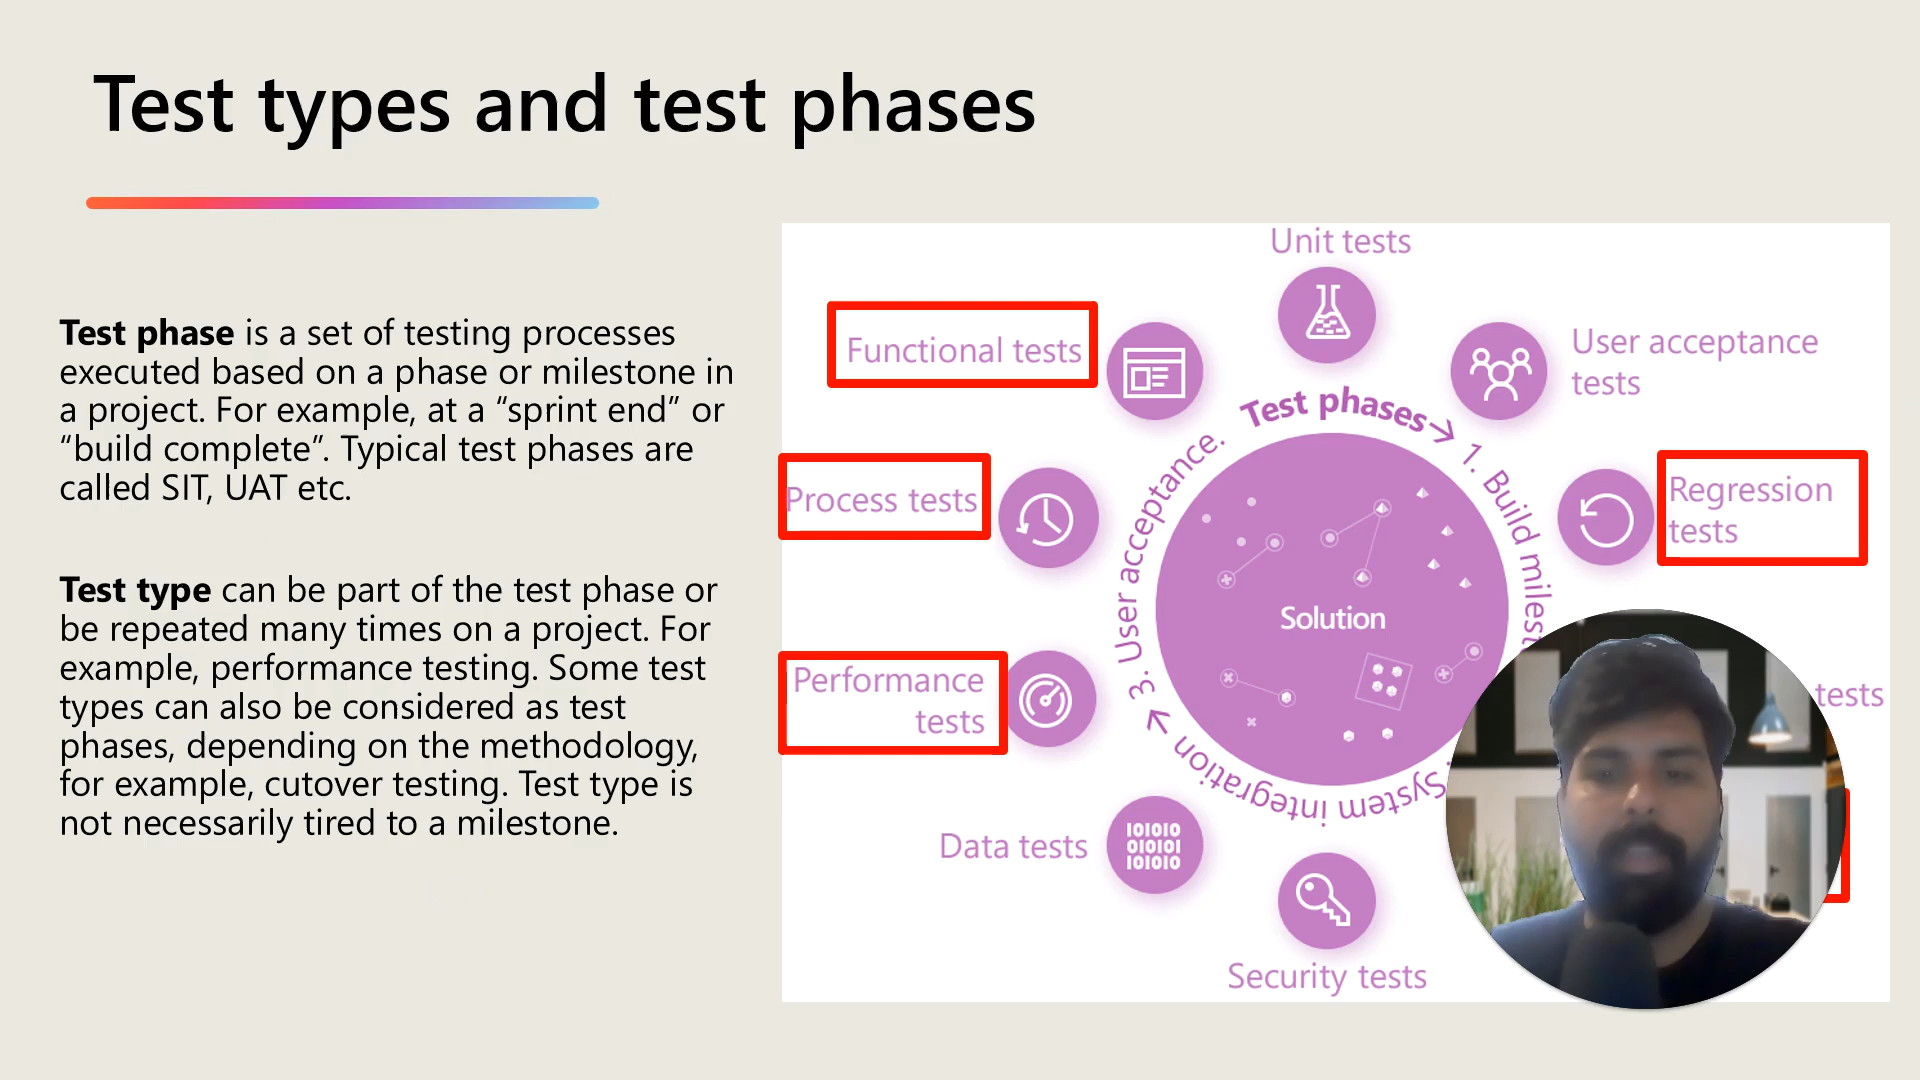 Test types and test phases
Test phase is a set of testing processes
executed based on a phase or milestone in
a project. For example, at a “sprint end” or
“build complete”. Typical test phases are
called SIT, UAT etc.
Test type can be part of the test phase or
be repeated many times on a project. For
example, performance testing. Some test
types can also be considered as test
phases, depending on the methodology,
for example, cutover testing. Test type is
not necessarily tired to a milestone.
Unit tests
Functional tests
User acceptance
tests
Process tests
Regression
tests
Performance
tests
tests
Data tests
Security tests
Test phases→
1. Build
System integration →
3. User acceptance.
Solution
10101
01010
10101